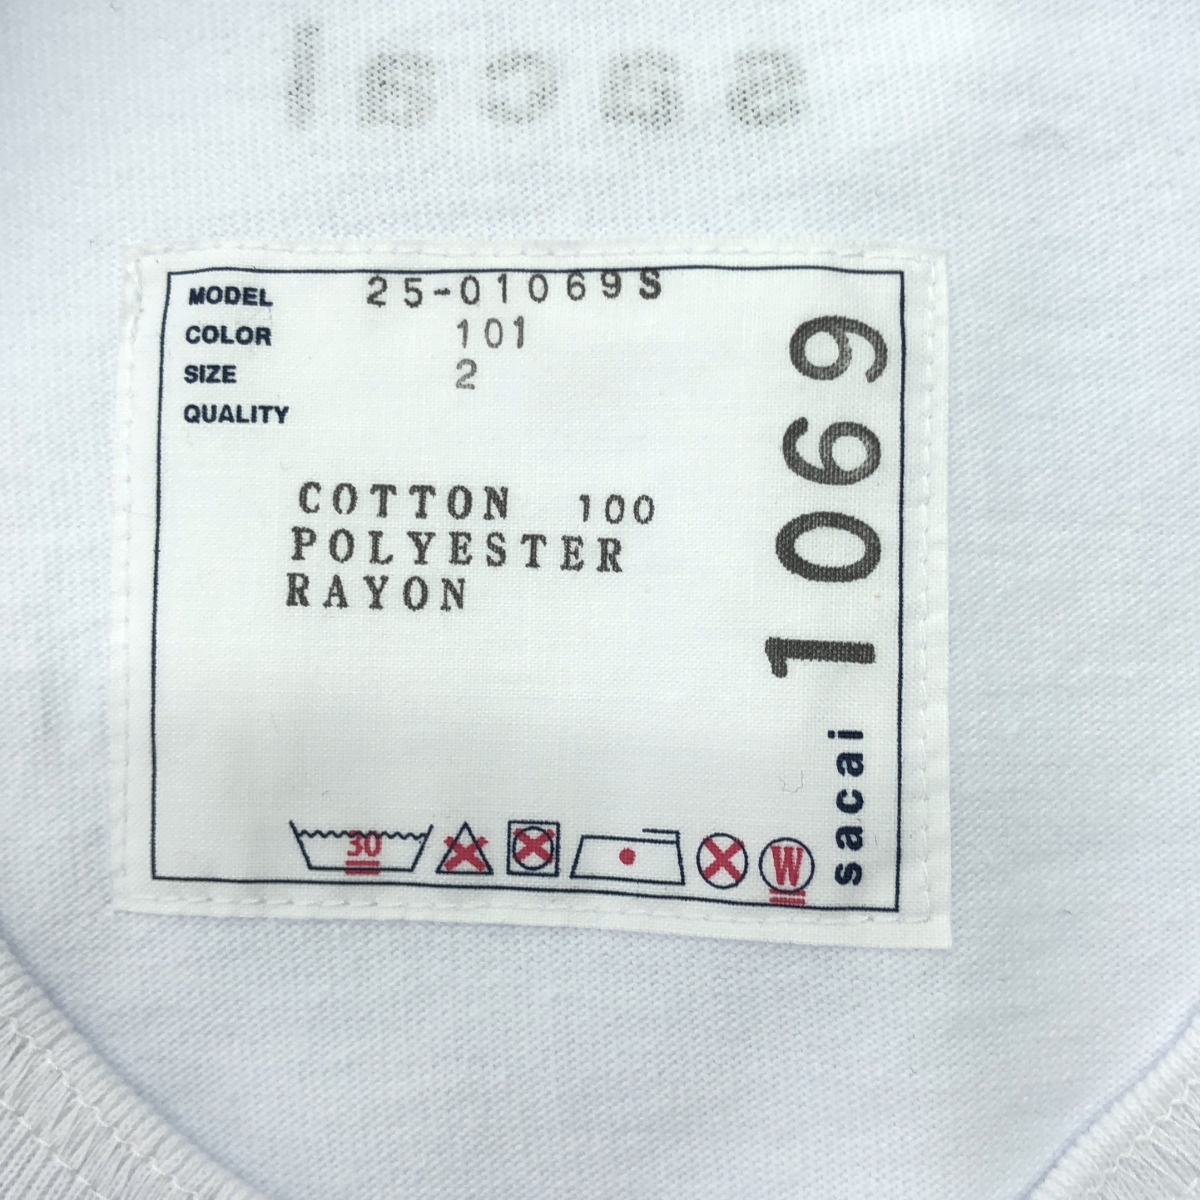 sacai
MODEL 25-01069S
COLOR 101
SIZE 2
QUALITY
COTTON 100
POLYESTER
RAYON
30
W
sacai 1069